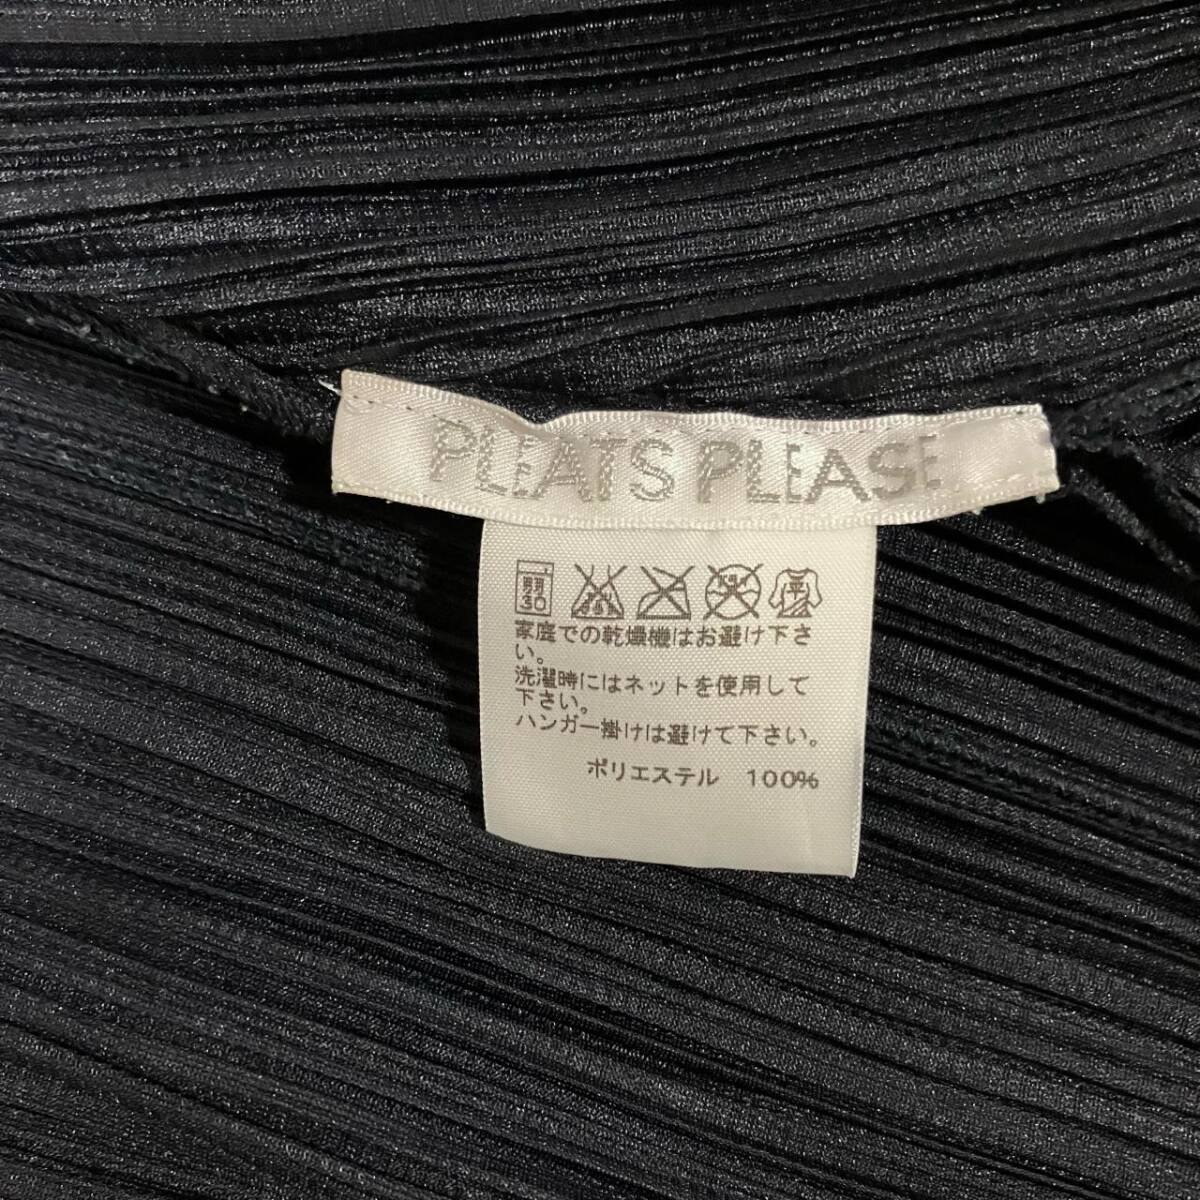 PLEATS PLEASE
30
平
家庭での乾燥機はお避け下さ
い。
洗濯時にはネットを使用して
下さい。
ハンガー掛けは避けて下さい。
ポリエステル 100%